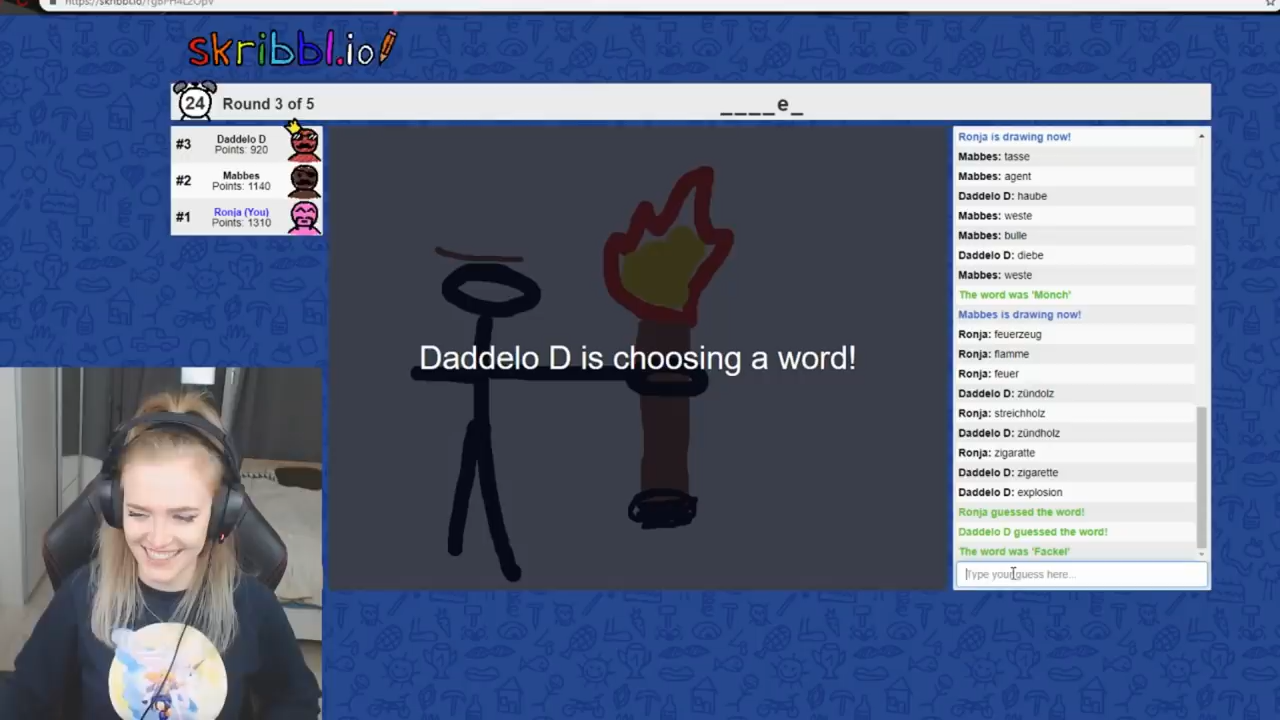 skribbl.io
24
Round 3 of 5
____e_
#3
Daddelo D
Points: 920
#2
Mabbes
Points: 1140
#1
Ronja (You)
Points: 1310
Daddelo D is choosing a word!
Ronja is drawing now!
Mabbes: tasse
Mabbes: agent
Daddelo D: haube
Mabbes: weste
Mabbes: bulle
Daddelo D: diebe
Mabbes: weste
The word was 'Mönch'
Mabbes is drawing now!
Ronja: feuerzeug
Ronja: flamme
Ronja: feuer
Daddelo D: zündolz
Ronja: streichholz
Daddelo D: zündholz
Ronja: zigaratte
Daddelo D: zigarette
Daddelo D: explosion
Ronja guessed the word!
Daddelo D guessed the word!
The word was 'Fackel'
Type your guess here...